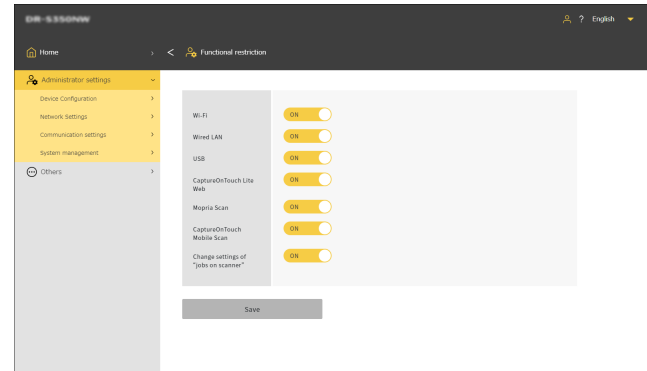 DR-S350NW
? English
Home
Functional restriction
Administrator settings
Device Configuration
Network Settings
Communication settings
System management
Others
Wi-Fi ON
Wired LAN ON
USB ON
CaptureOnTouch Lite ON
Web
Mopria Scan ON
CaptureOnTouch ON
Mobile Scan
Change settings of ON
"jobs on scanner"
Save